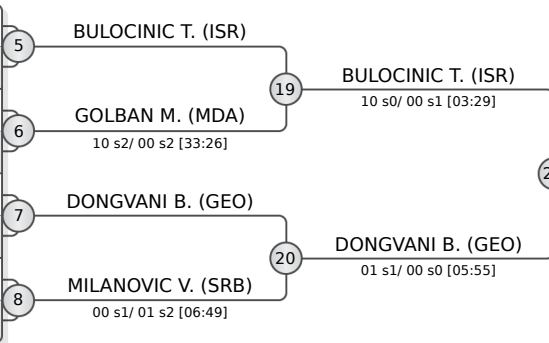 5
BULOCINIC T. (ISR)
19
BULOCINIC T. (ISR)
10 s0/ 00 s1 [03:29]
6
GOLBAN M. (MDA)
10 s2/ 00 s2 [33:26]
7
DONGVANI B. (GEO)
20
DONGVANI B. (GEO)
01 s1/ 00 s0 [05:55]
8
MILANOVIC V. (SRB)
00 s1/ 01 s2 [06:49]